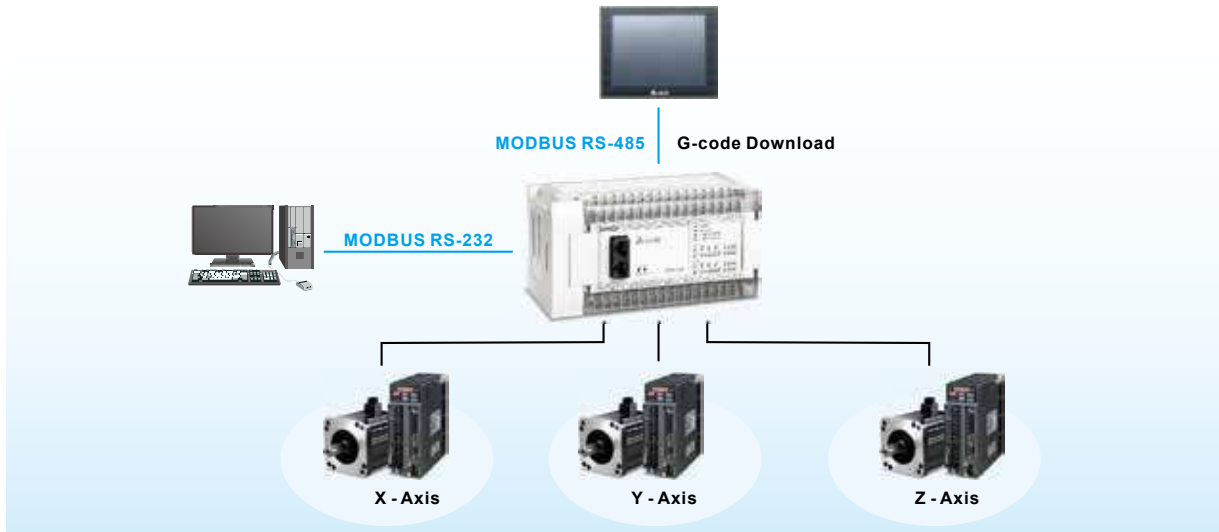 MODBUS RS-485 G-code Download
MODBUS RS-232
X - Axis
Y - Axis
Z - Axis